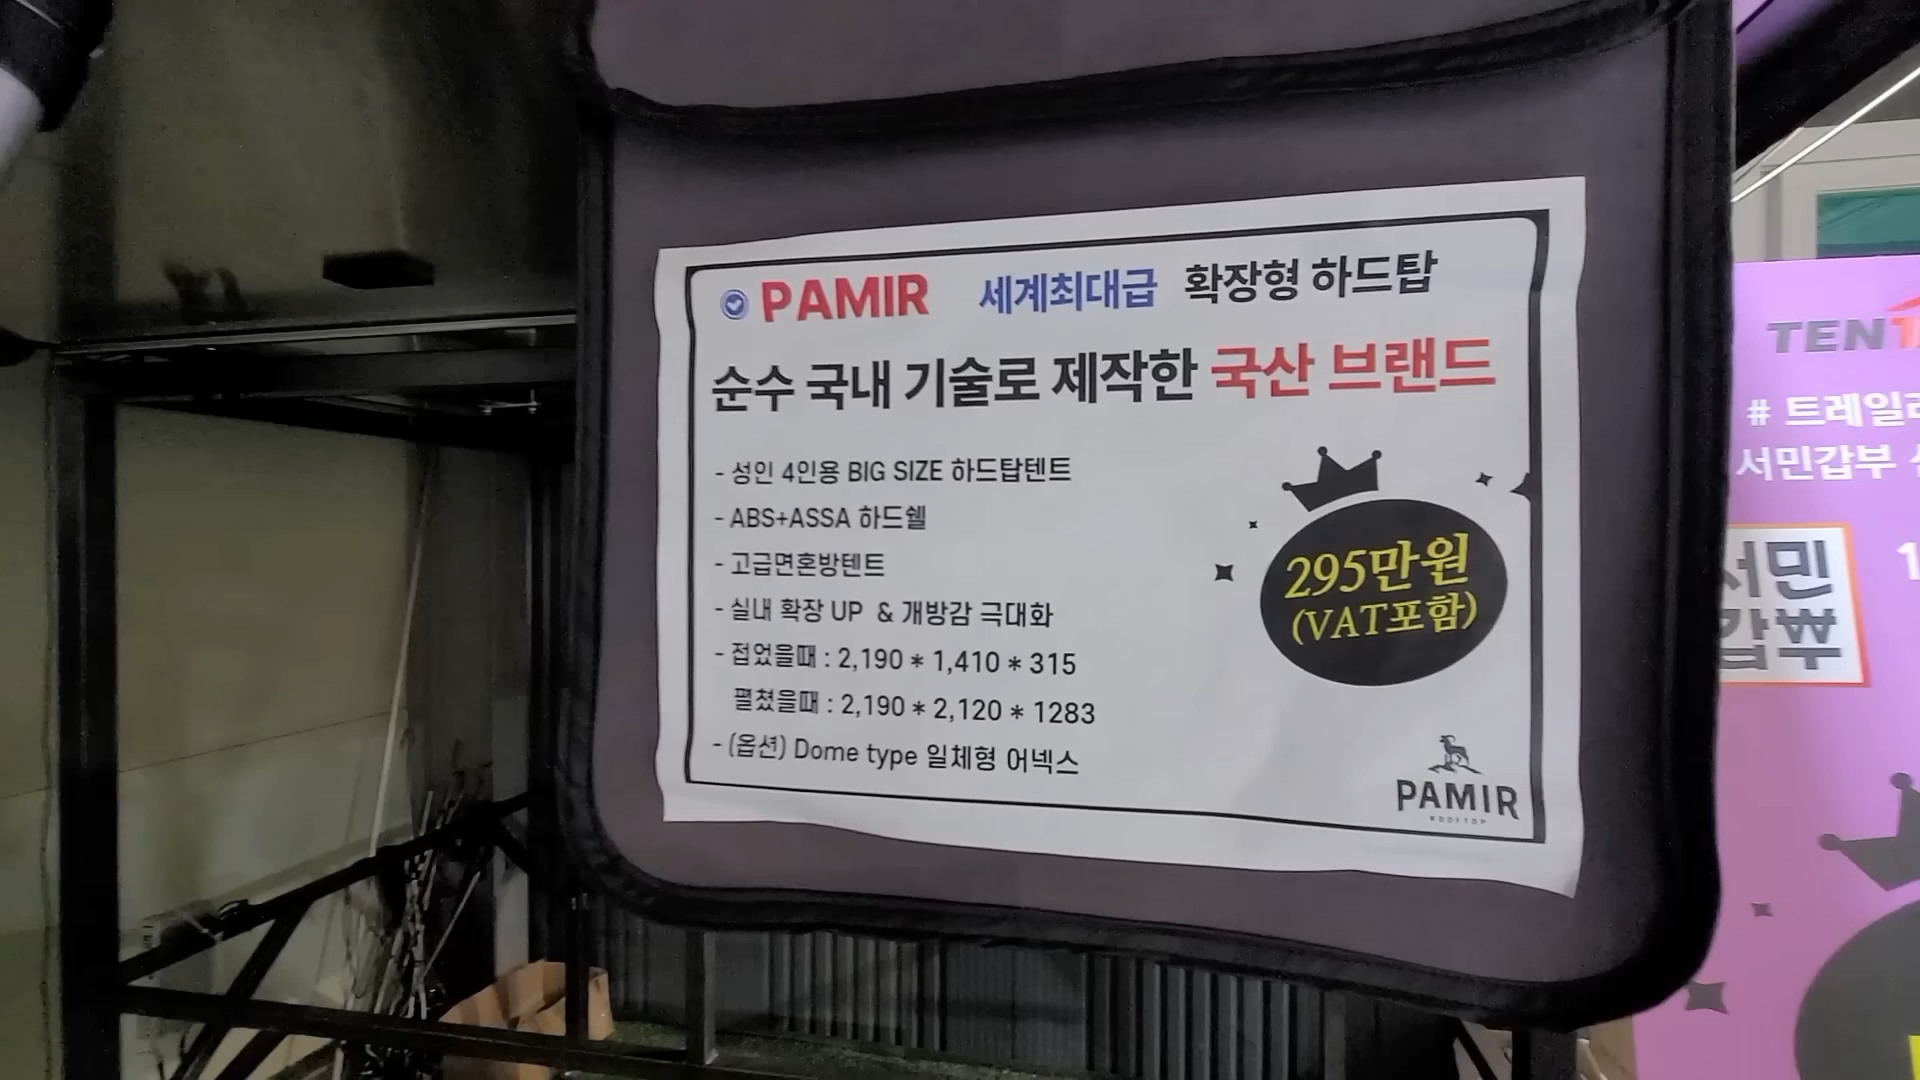 PAMIR 세계최대급 확장형 하드탑
순수 국내 기술로 제작한 국산 브랜드
- 성인 4인용 BIG SIZE 하드탑텐트
- ABS+ASSA 하드쉘
- 고급면혼방텐트
- 실내 확장 UP & 개방감 극대화
- 접었을때 : 2,190 * 1,410 * 315
펼쳤을때 : 2,190 * 2,120 * 1283
- (옵션) Dome type 일체형 어넥스
295만원
(VAT포함)
PAMIR
ROOFTOP
TEN
# 트레일러
서민갑부
서민
갑부